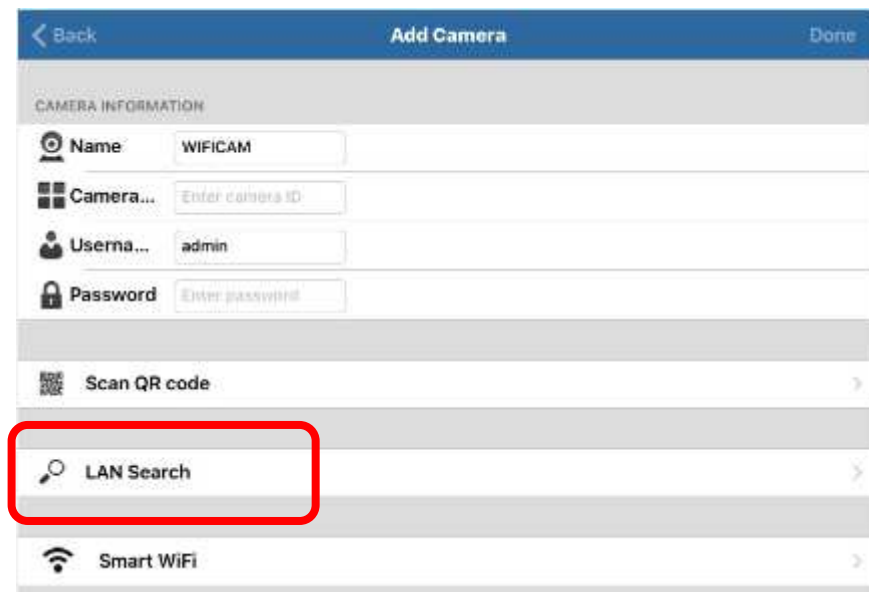 Back Add Camera Done
CAMERA INFORMATION
Name WIFICAM
Camera... Enter camera ID
Userna... admin
Password Enter password
Scan QR code
LAN Search
Smart WiFi